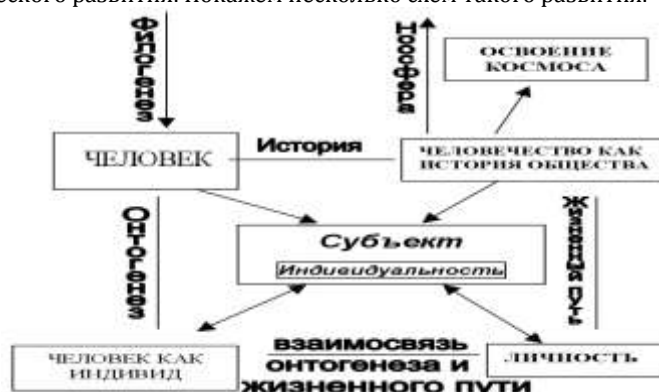 ского развития. Покажем несколько схем такого развития.
Филогенез
Ноосфера
ОСВОЕНИЕ
КОСМОСА
ЧЕЛОВЕК
История
ЧЕЛОВЕЧЕСТВО КАК
ИСТОРИЯ ОБЩЕСТВА
Онтогенез
Субъект
Индивидуальность
Жизненный путь
ЧЕЛОВЕК КАК
ИНДИВИД
взаимосвязь
онтогенеза и
жизненного пути
ЛИЧНОСТЬ